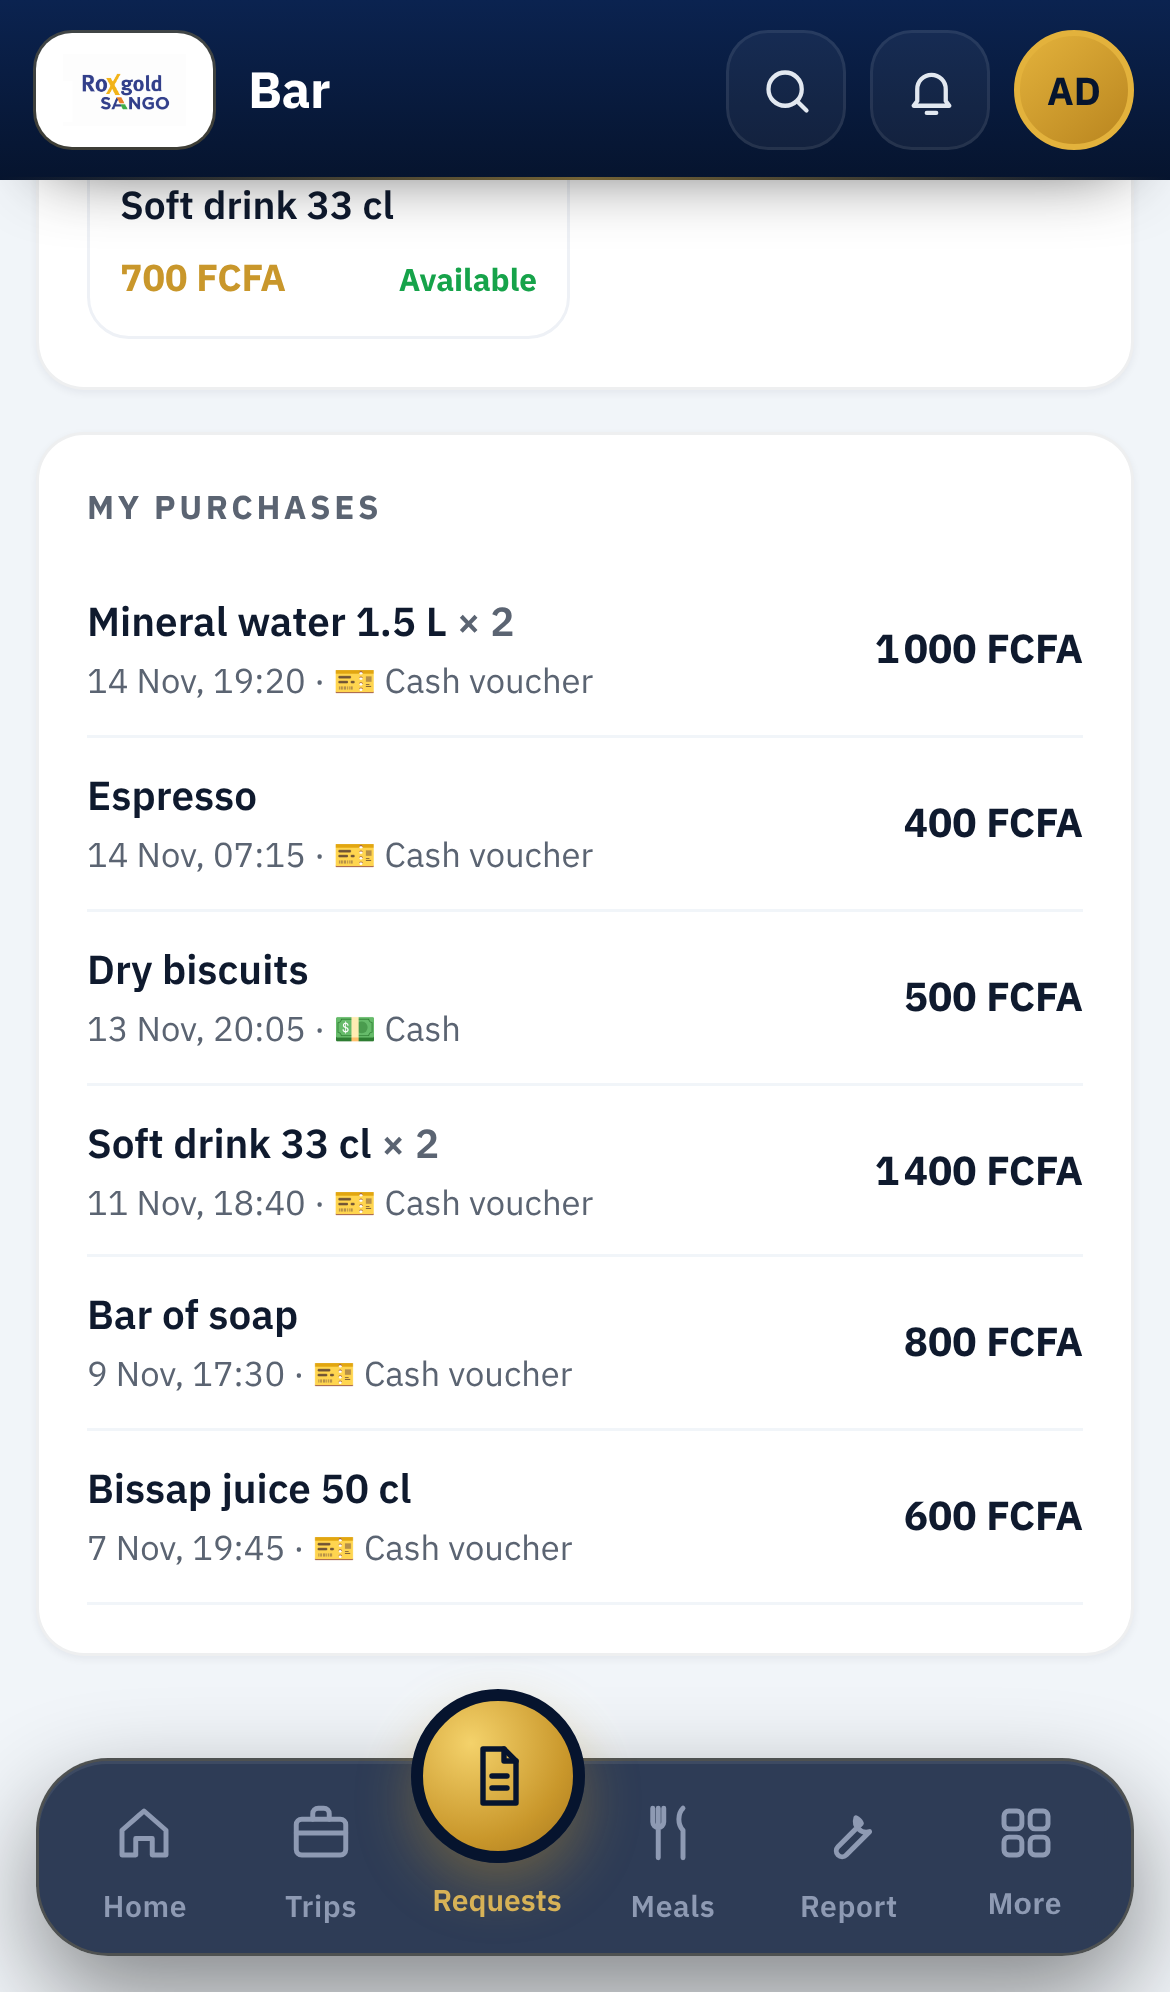 Roxgold
SANGO
Bar
AD
Soft drink 33 cl
700 FCFA Available
MY PURCHASES
Mineral water 1.5 L × 2
1 000 FCFA
14 Nov, 19:20 · 🎫 Cash voucher
Espresso
400 FCFA
14 Nov, 07:15 · 🎫 Cash voucher
Dry biscuits
500 FCFA
13 Nov, 20:05 · 💵 Cash
Soft drink 33 cl × 2
1 400 FCFA
11 Nov, 18:40 · 🎫 Cash voucher
Bar of soap
800 FCFA
9 Nov, 17:30 · 🎫 Cash voucher
Bissap juice 50 cl
600 FCFA
7 Nov, 19:45 · 🎫 Cash voucher
Home Trips Requests Meals Report More